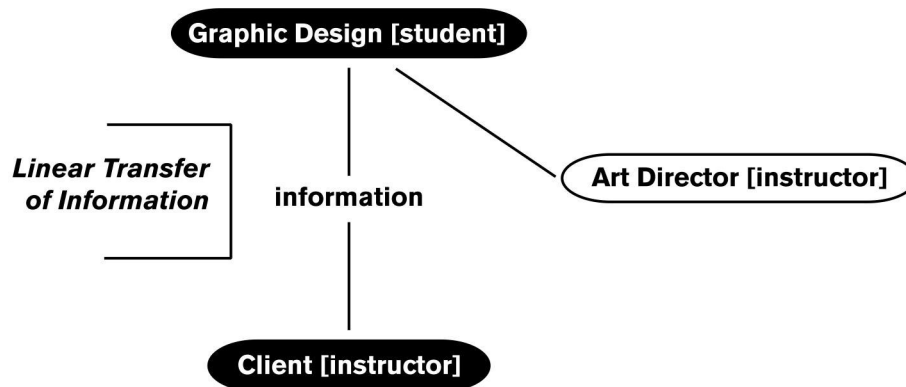 Graphic Design [student]
Linear Transfer
of Information
information
Art Director [instructor]
Client [instructor]